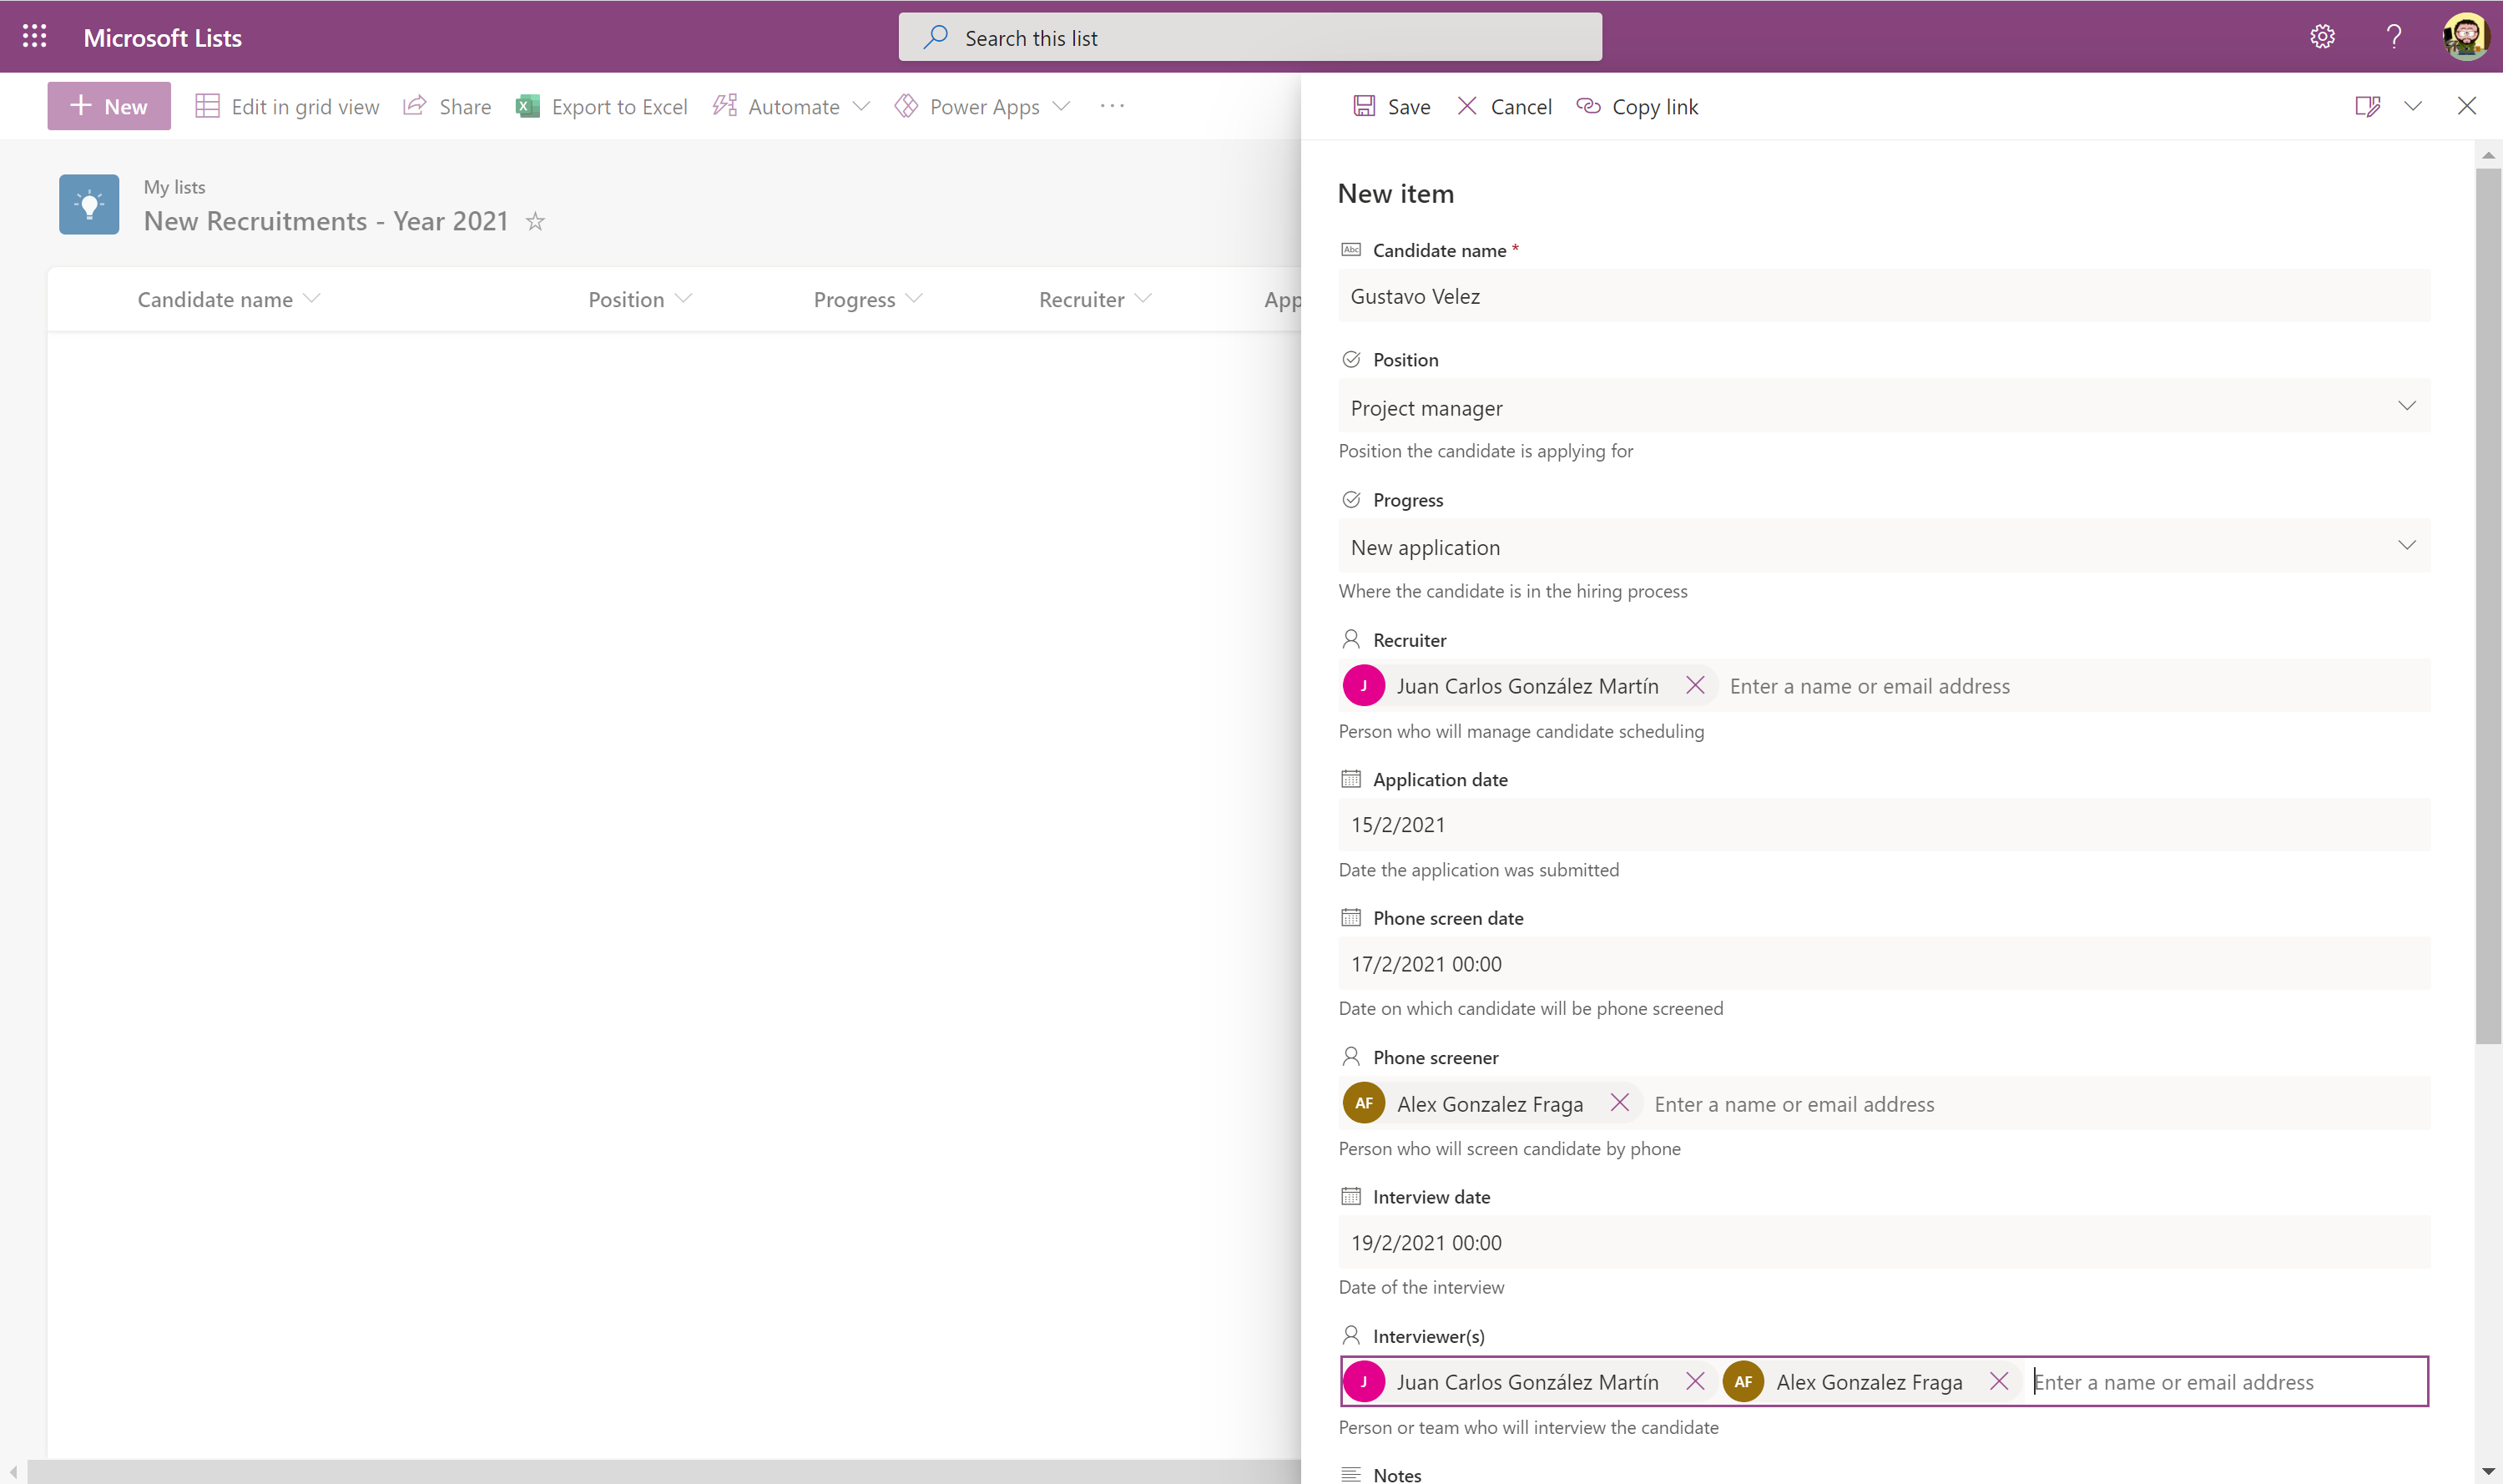 Microsoft Lists
Search this list
New
Edit in grid view
Share
Export to Excel
Automate
Power Apps
My lists
New Recruitments - Year 2021
Candidate name
Position
Progress
Recruiter
App
Save
Cancel
Copy link
New item
Abc
Candidate name *
Gustavo Velez
Position
Project manager
Position the candidate is applying for
Progress
New application
Where the candidate is in the hiring process
Recruiter
J Juan Carlos González Martín Enter a name or email address
Person who will manage candidate scheduling
Application date
15/2/2021
Date the application was submitted
Phone screen date
17/2/2021 00:00
Date on which candidate will be phone screened
Phone screener
AF Alex Gonzalez Fraga Enter a name or email address
Person who will screen candidate by phone
Interview date
19/2/2021 00:00
Date of the interview
Interviewer(s)
J Juan Carlos González Martín AF Alex Gonzalez Fraga Enter a name or email address
Person or team who will interview the candidate
Notes